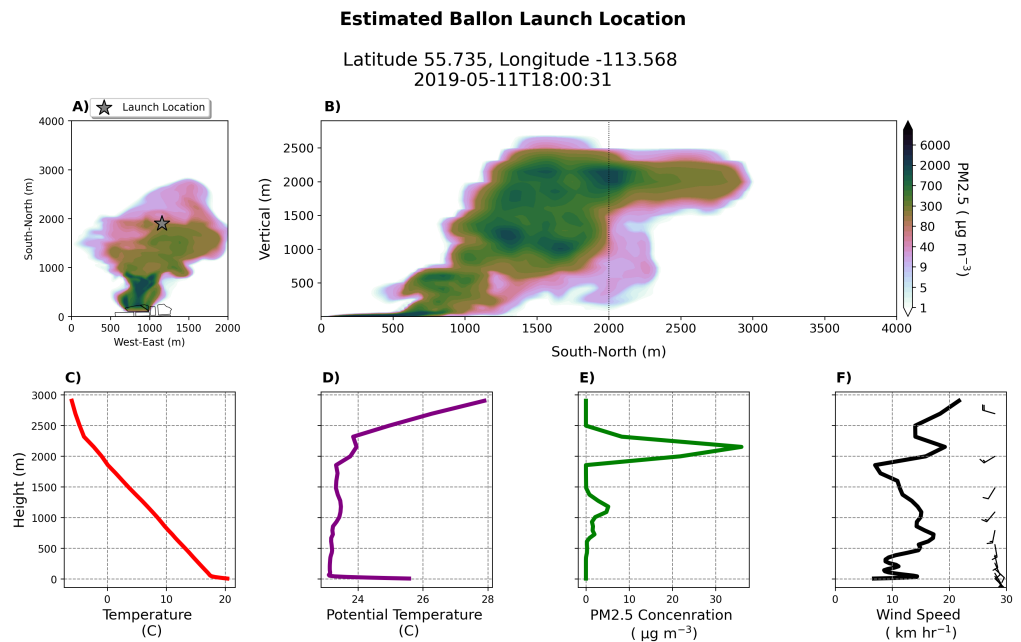 Estimated Ballon Launch Location
Latitude 55.735, Longitude -113.568
2019-05-11T18:00:31
A)
Launch Location
4000
3000
2000
1000
0
South-North (m)
0 500 1000 1500 2000
West-East (m)
B)
2500
2000
1500
1000
500
Vertical (m)
0 500 1000 1500 2000 2500 3000 3500 4000
South-North (m)
6000
2000
700
300
80
40
9
5
1
PM2.5 ( μg m⁻³)
C)
3000
2500
2000
1500
1000
500
0
Height (m)
0 10 20
Temperature
(C)
D)
24 26 28
Potential Temperature
(C)
E)
0 10 20 30
PM2.5 Concenration
( μg m⁻³)
F)
0 10 20 30
Wind Speed
( km hr⁻¹)